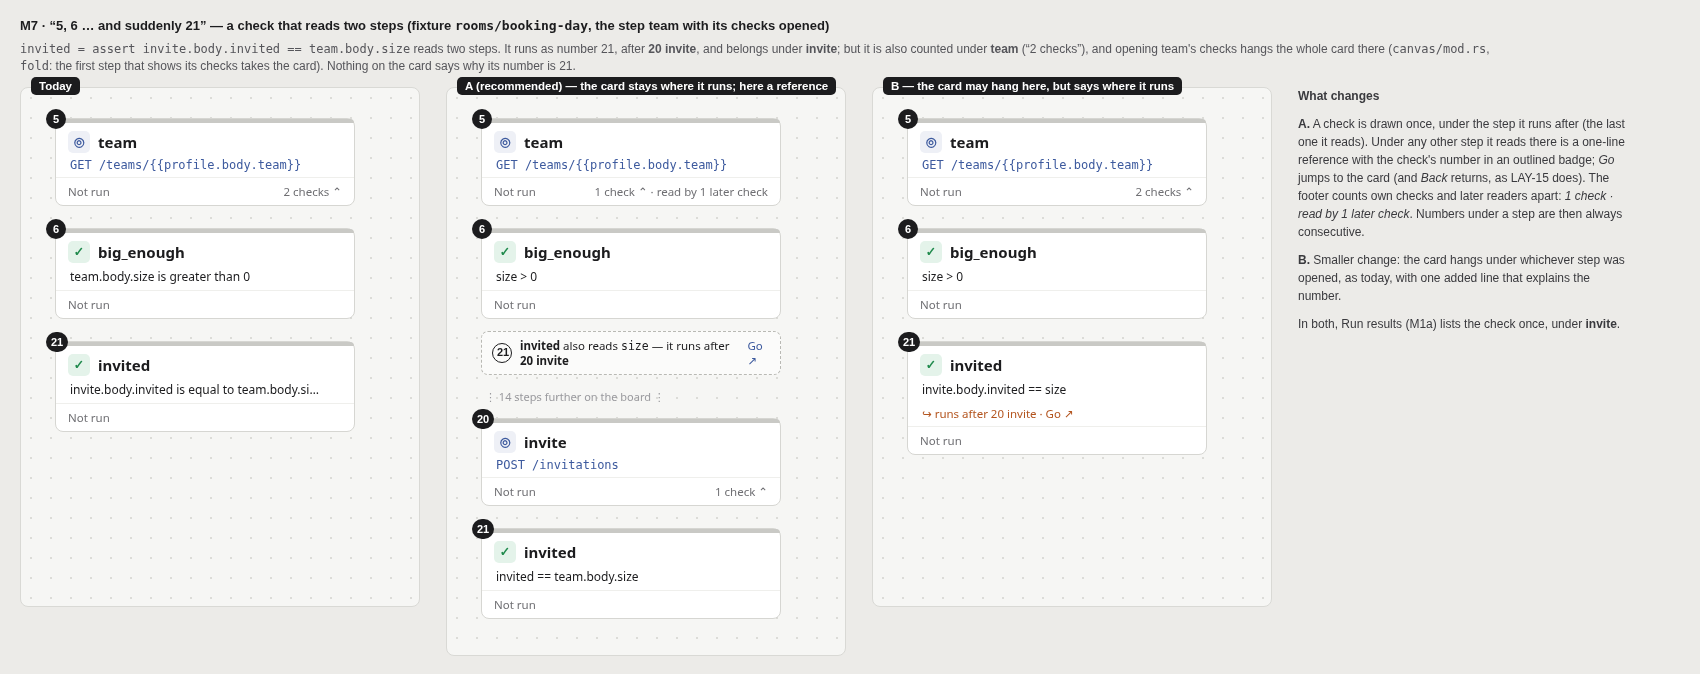 M7 · “5, 6 … and suddenly 21” — a check that reads two steps (fixture rooms/booking-day, the step team with its checks opened)
invited = assert invite.body.invited == team.body.size reads two steps. It runs as number 21, after 20 invite, and belongs under invite; but it is also counted under team (“2 checks”), and opening team's checks hangs the whole card there (canvas/mod.rs,
fold: the first step that shows its checks takes the card). Nothing on the card says why its number is 21.
Today
5
◎ team
GET /teams/{{profile.body.team}}
Not run 2 checks ⌃
6
✓ big_enough
team.body.size is greater than 0
Not run
21
✓ invited
invite.body.invited is equal to team.body.si...
Not run
A (recommended) — the card stays where it runs; here a reference
5
◎ team
GET /teams/{{profile.body.team}}
Not run 1 check ⌃ · read by 1 later check
6
✓ big_enough
size > 0
Not run
21 invited also reads size — it runs after Go
20 invite ↗
⋮ 14 steps further on the board ⋮
20
◎ invite
POST /invitations
Not run 1 check ⌃
21
✓ invited
invited == team.body.size
Not run
B — the card may hang here, but says where it runs
5
◎ team
GET /teams/{{profile.body.team}}
Not run 2 checks ⌃
6
✓ big_enough
size > 0
Not run
21
✓ invited
invite.body.invited == size
↪ runs after 20 invite · Go ↗
Not run
What changes
A. A check is drawn once, under the step it runs after (the last
one it reads). Under any other step it reads there is a one-line
reference with the check's number in an outlined badge; Go
jumps to the card (and Back returns, as LAY-15 does). The
footer counts own checks and later readers apart: 1 check ·
read by 1 later check. Numbers under a step are then always
consecutive.
B. Smaller change: the card hangs under whichever step was
opened, as today, with one added line that explains the
number.
In both, Run results (M1a) lists the check once, under invite.